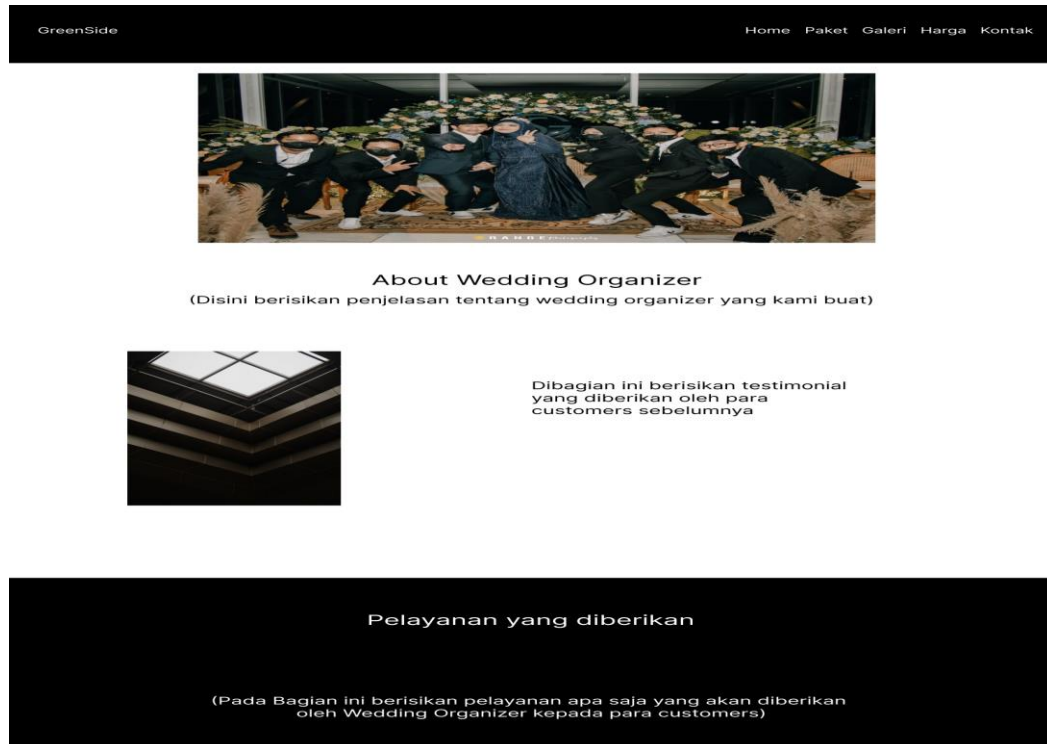 GreenSide
Home Paket Galeri Harga Kontak
About Wedding Organizer
(Disini berisikan penjelasan tentang wedding organizer yang kami buat)
Dibagian ini berisikan testimonial
yang diberikan oleh para
customers sebelumnya
Pelayanan yang diberikan
(Pada Bagian ini berisikan pelayanan apa saja yang akan diberikan
oleh Wedding Organizer kepada para customers)